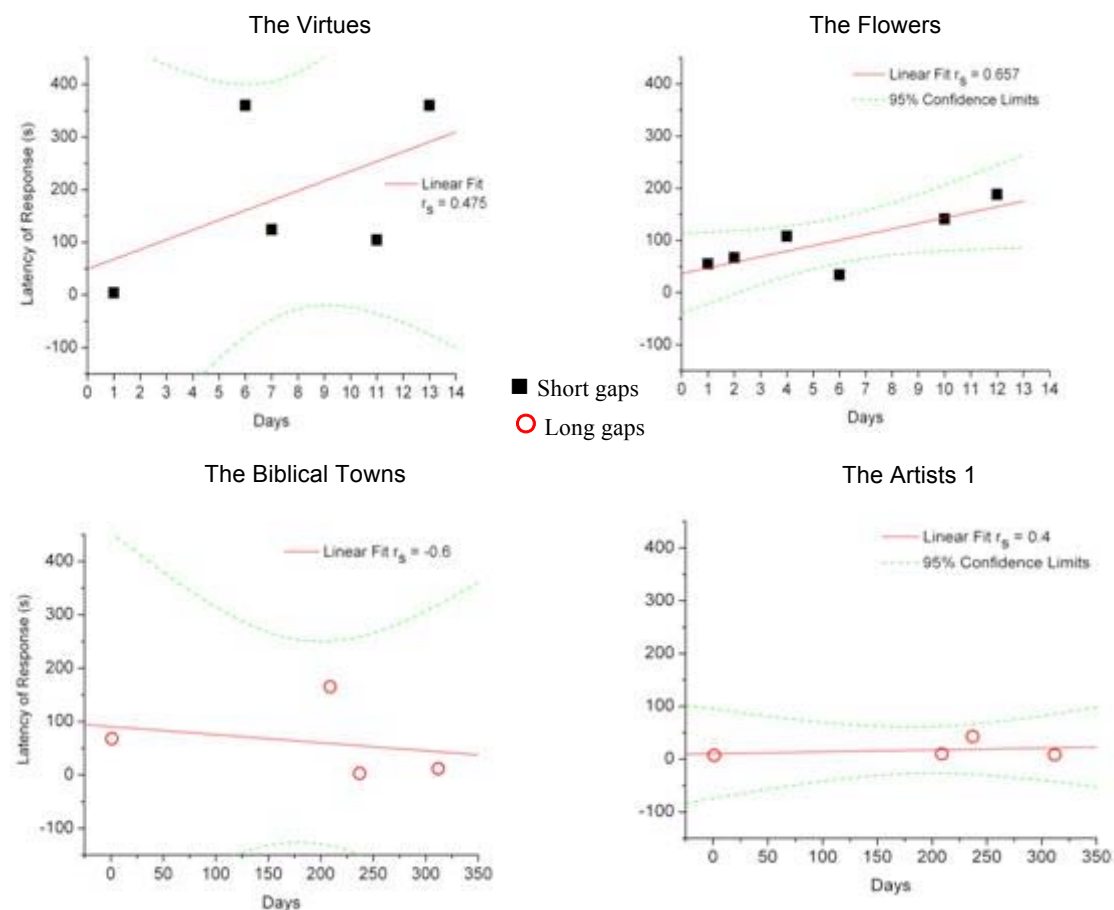 The Virtues
Latency of Response (s)
400
300
200
100
0
-100
0 1 2 3 4 5 6 7 8 9 10 11 12 13 14
Days
Linear Fit
rs = 0.475
The Flowers
400
300
200
100
0
-100
0 1 2 3 4 5 6 7 8 9 10 11 12 13 14
Days
Linear Fit rs = 0.657
95% Confidence Limits
Short gaps
Long gaps
The Biblical Towns
Latency of Response (s)
400
300
200
100
0
-100
0 50 100 150 200 250 300 350
Days
Linear Fit rs = -0.6
The Artists 1
400
300
200
100
0
-100
0 50 100 150 200 250 300 350
Days
Linear Fit rs = 0.4
95% Confidence Limits